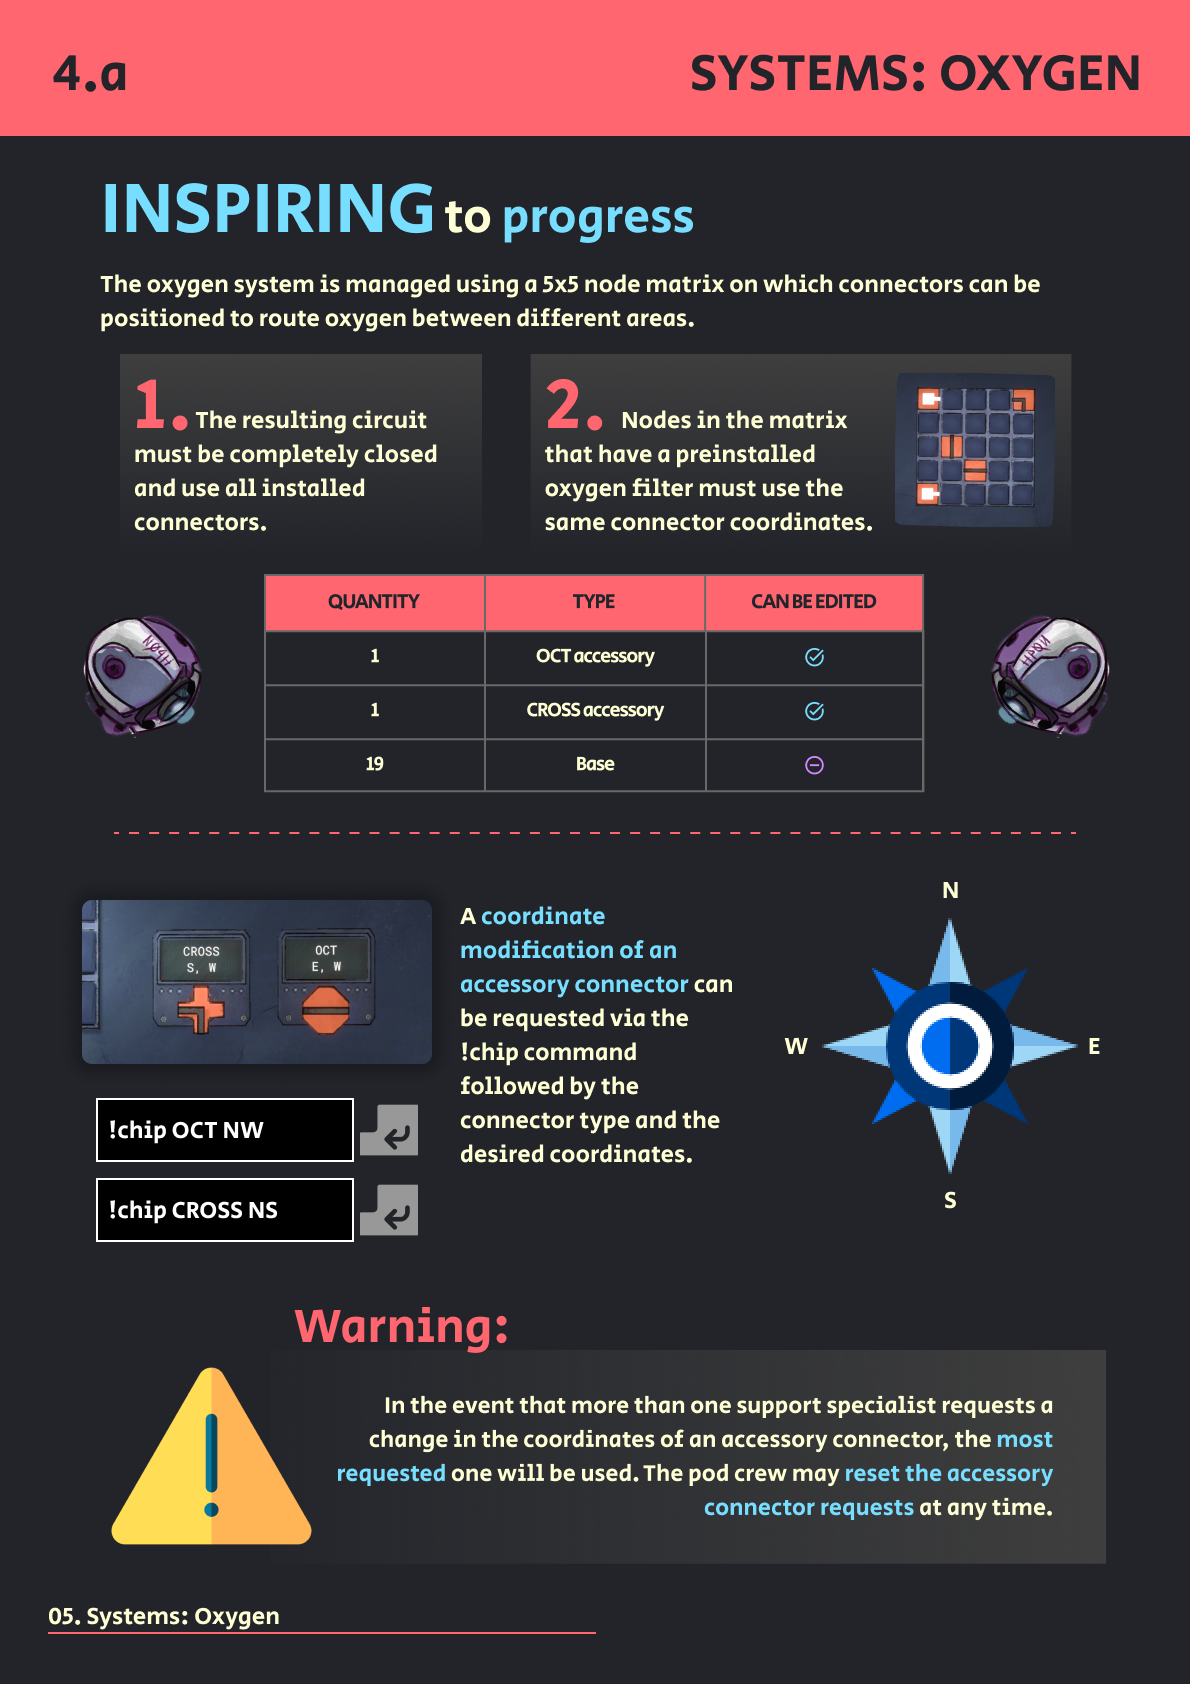 4.a
SYSTEMS: OXYGEN
INSPIRING to progress
The oxygen system is managed using a 5x5 node matrix on which connectors can be
positioned to route oxygen between different areas.
1. The resulting circuit
must be completely closed
and use all installed
connectors.
2. Nodes in the matrix
that have a preinstalled
oxygen filter must use the
same connector coordinates.
QUANTITY TYPE CAN BE EDITED
1 OCT accessory
1 CROSS accessory
19 Base
CROSS
S, W
OCT
E, W
!chip OCT NW
!chip CROSS NS
A coordinate
modification of an
accessory connector can
be requested via the
!chip command
followed by the
connector type and the
desired coordinates.
N
W
E
S
Warning:
In the event that more than one support specialist requests a
change in the coordinates of an accessory connector, the most
requested one will be used. The pod crew may reset the accessory
connector requests at any time.
05. Systems: Oxygen